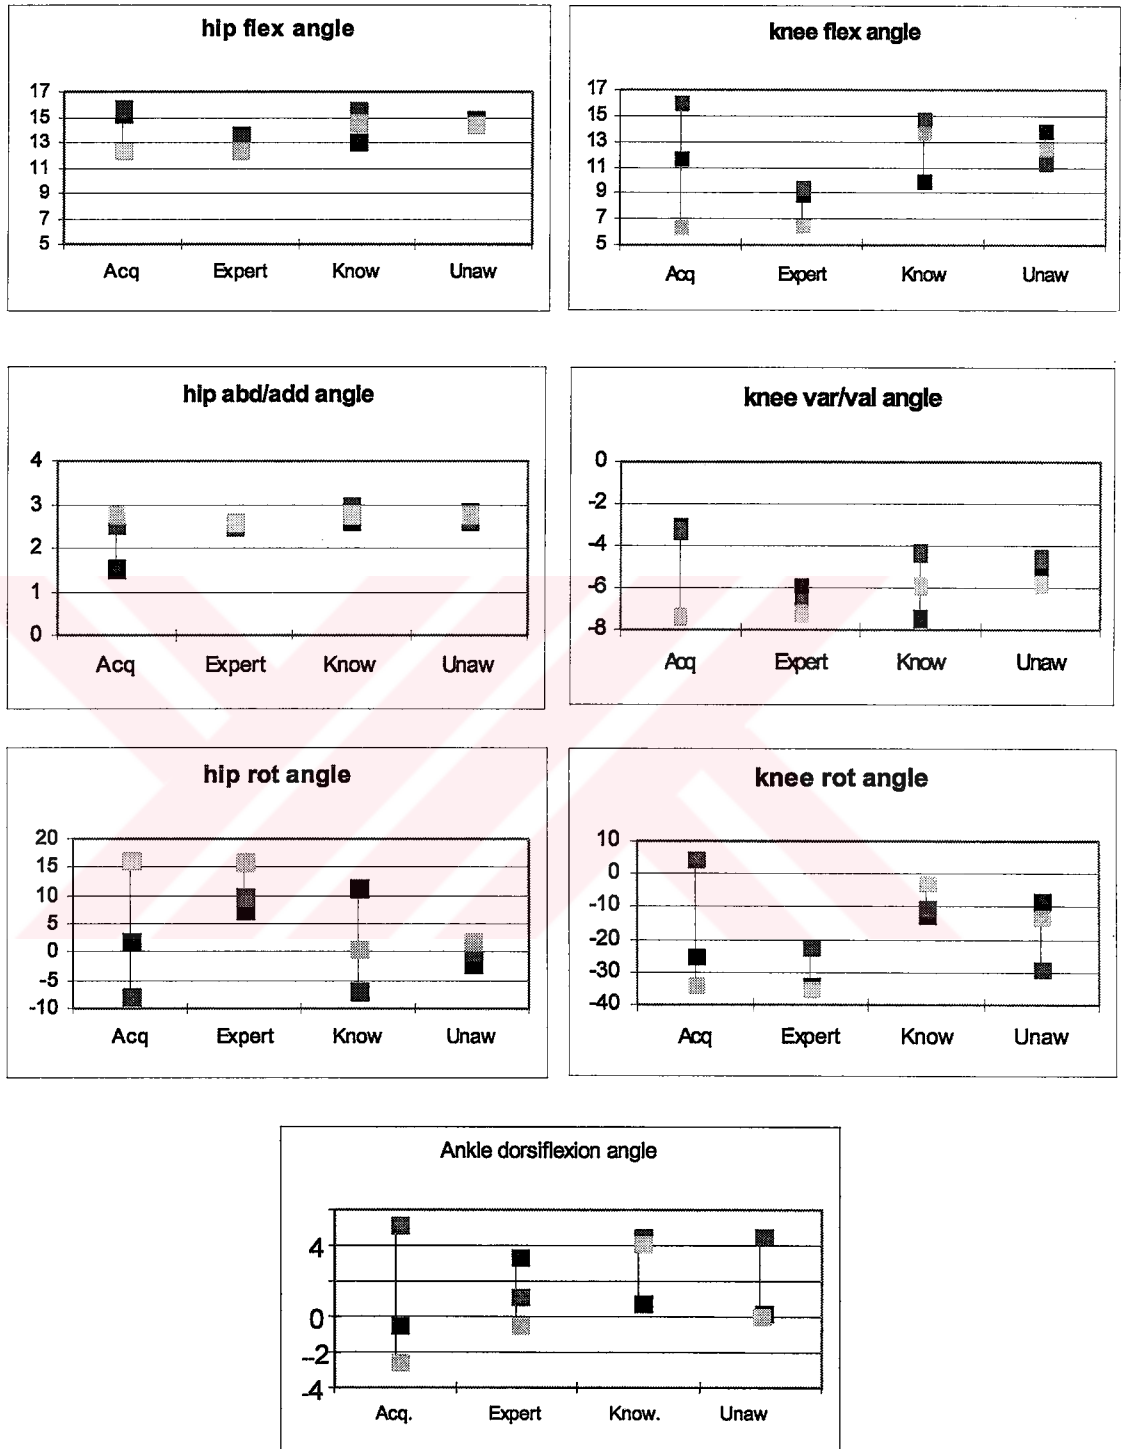 hip flex angle
17
15
13
11
9
7
5
Acq Expert Know Unaw
knee flex angle
17
15
13
11
9
7
5
Acq Expert Know Unaw
hip abd/add angle
4
3
2
1
0
Acq Expert Know Unaw
knee var/val angle
0
-2
-4
-6
-8
Acq Expert Know Unaw
hip rot angle
20
15
10
5
0
-5
-10
Acq Expert Know Unaw
knee rot angle
10
0
-10
-20
-30
-40
Acq Expert Know Unaw
Ankle dorsiflexion angle
4
0
-2
-4
Acq. Expert Know. Unaw